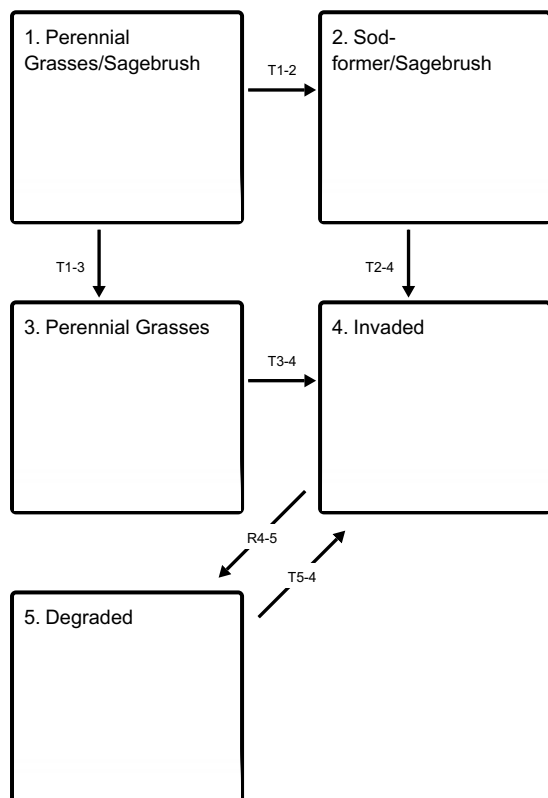 1. Perennial
Grasses/Sagebrush
2. Sod-
former/Sagebrush
T1-2
T1-3
T2-4
3. Perennial Grasses
4. Invaded
T3-4
R4-5
T5-4
5. Degraded